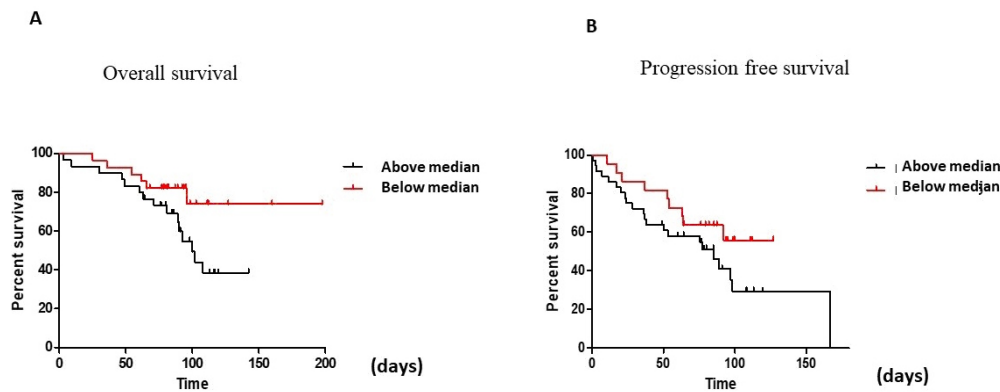 A
Overall survival
Percent survival
100
80
60
40
20
0
0 50 100 150 200
Time
(days)
Above median
Below median
B
Progression free survival
Percent survival
100
80
60
40
20
0
0 50 100 150
Time
(days)
Above median
Below median